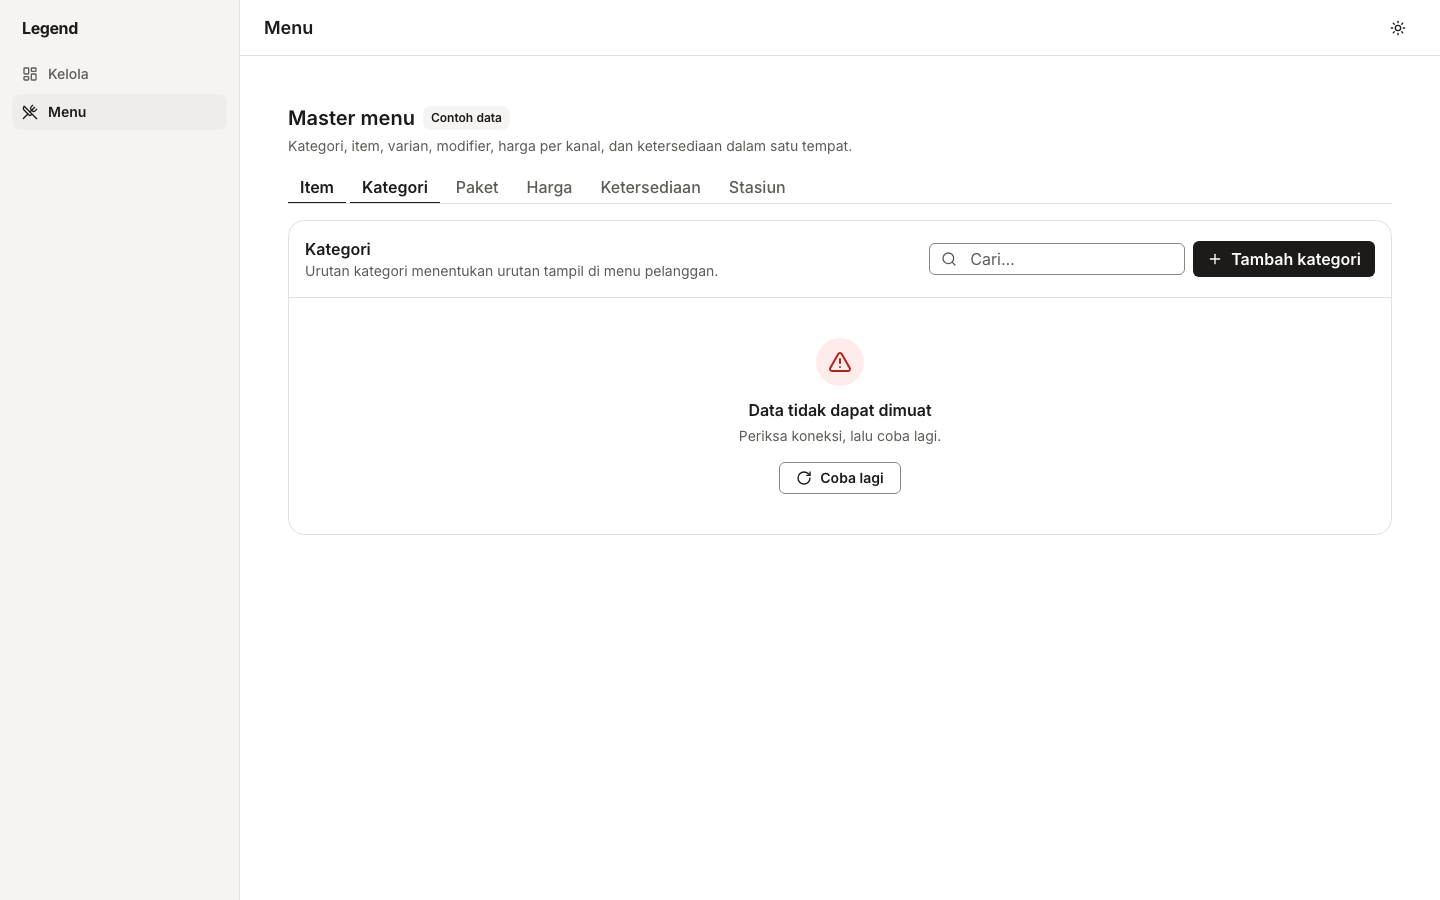 Legend
Menu
Kelola
Menu
Master menu
Contoh data
Kategori, item, varian, modifier, harga per kanal, dan ketersediaan dalam satu tempat.
Item
Kategori
Paket
Harga
Ketersediaan
Stasiun
Kategori
Urutan kategori menentukan urutan tampil di menu pelanggan.
Cari...
Tambah kategori
Data tidak dapat dimuat
Periksa koneksi, lalu coba lagi.
Coba lagi